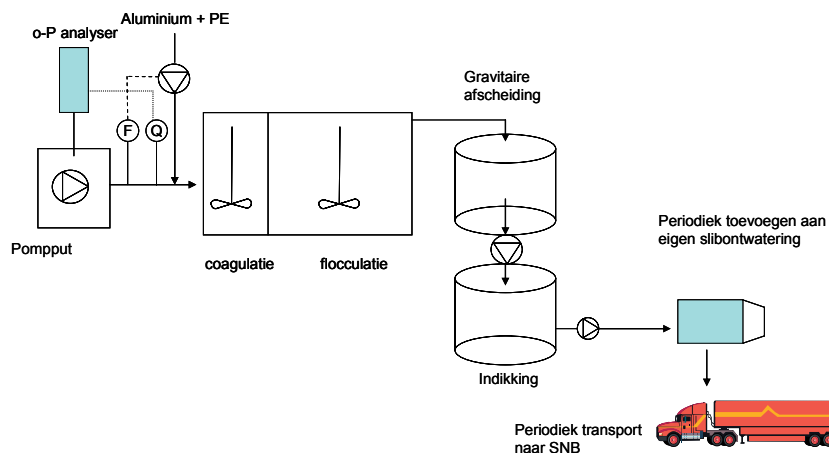 Aluminium + PE
o-P analyser
Gravitaire
afscheiding
F
Q
Periodiek toevoegen aan
eigen slibontwatering
Pompput
coagulatie
flocculatie
Indikking
Periodiek transport
naar SNB